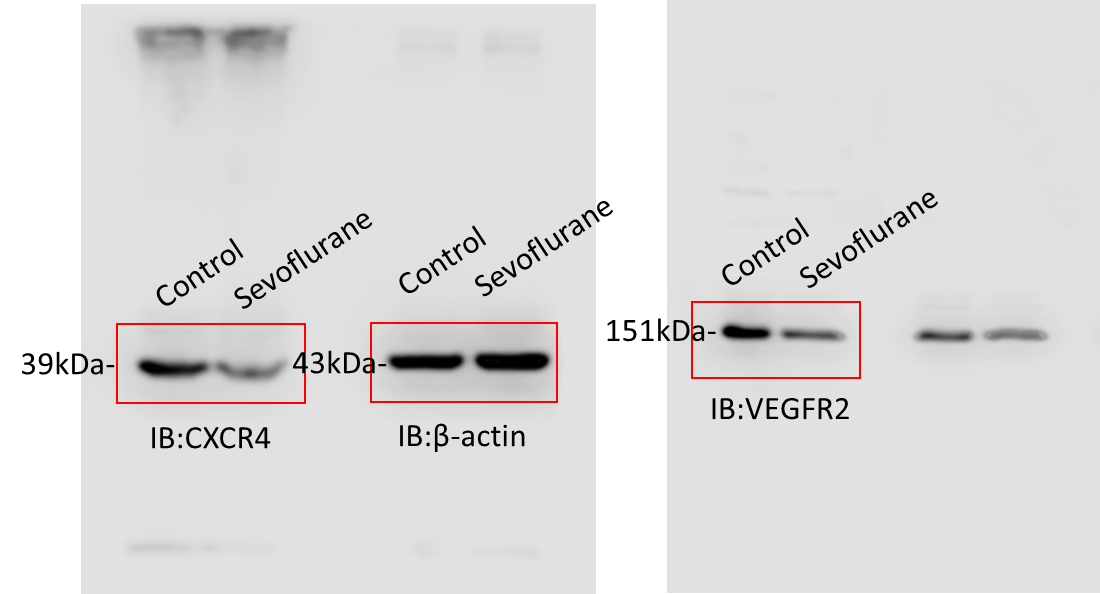 Control
Sevoflurane
39kDa-
IB:CXCR4
Control
Sevoflurane
43kDa-
IB:β-actin
Control
Sevoflurane
151kDa-
IB:VEGFR2